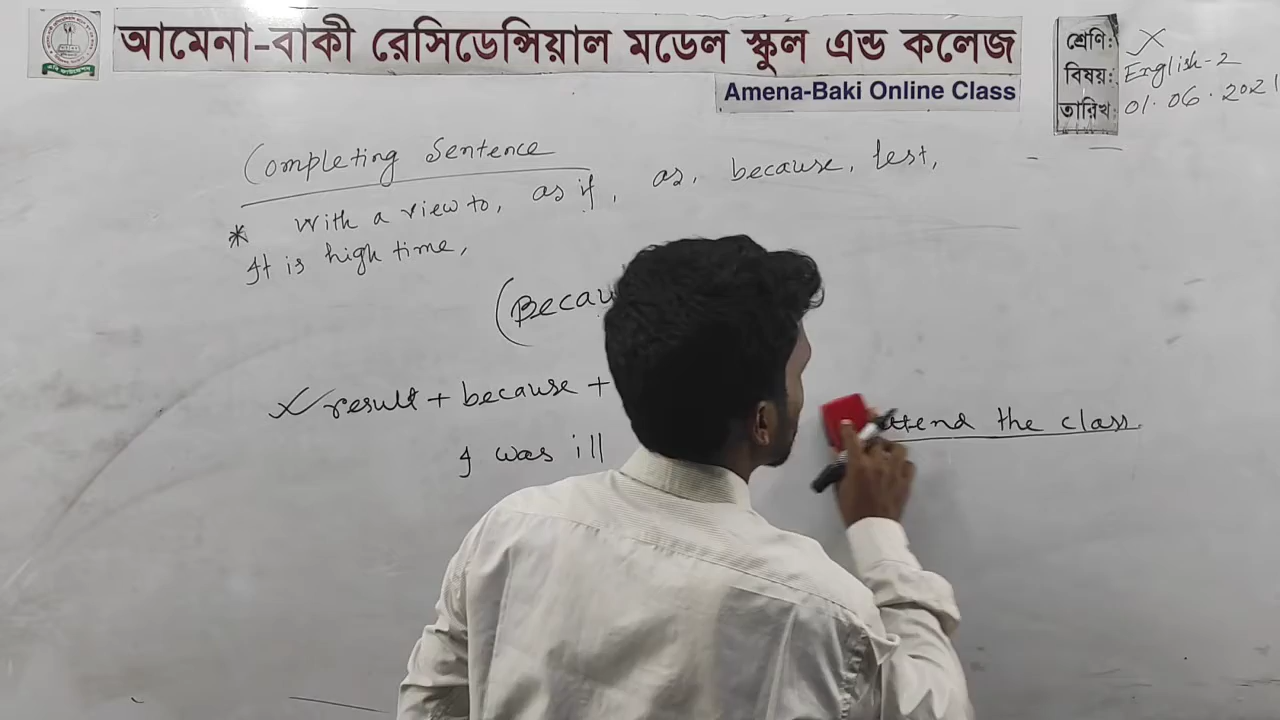 আমেনা-বাকী রেসিডেন্সিয়াল মডেল স্কুল এন্ড কলেজ
Amena-Baki Online Class
শ্রেণি: X
বিষয়: English-2
তারিখ: 01.06.2021
Completing Sentence
* With a view to, as if, as, because, lest,
It is high time,
(Becau
result + because +
attend the class
I was ill